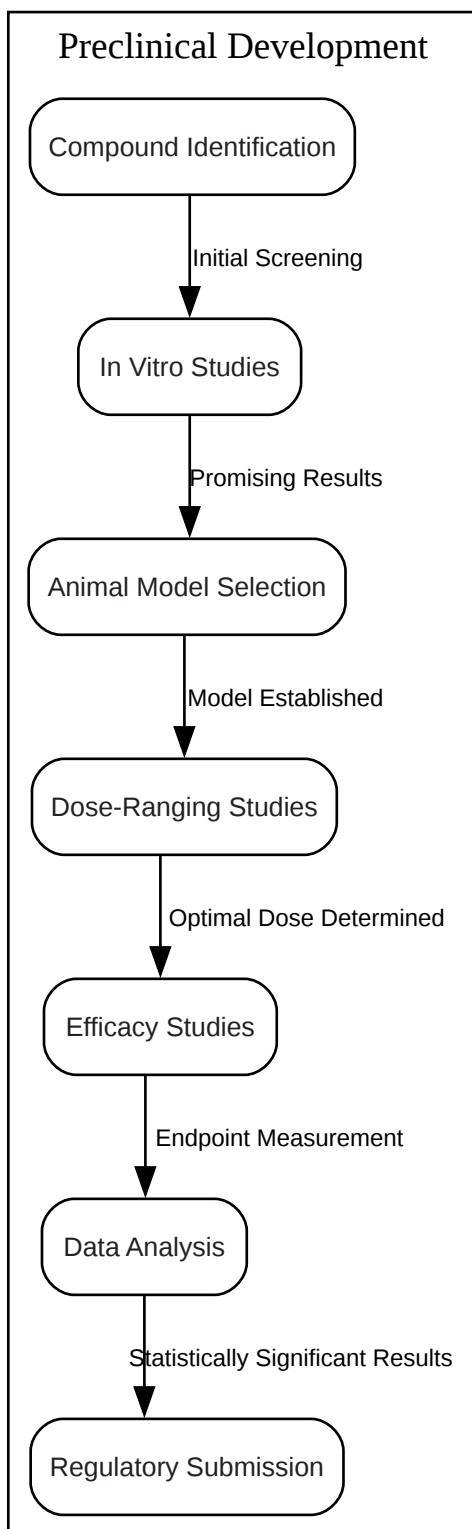 Preclinical Development
Compound Identification
Initial Screening
In Vitro Studies
Promising Results
Animal Model Selection
Model Established
Dose-Ranging Studies
Optimal Dose Determined
Efficacy Studies
Endpoint Measurement
Data Analysis
Statistically Significant Results
Regulatory Submission